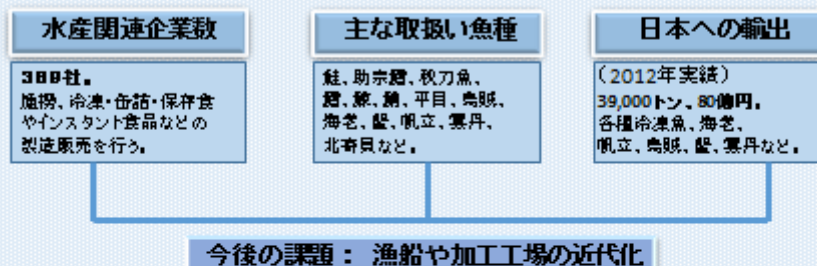 水産関連企業数
389社。
漁撈、冷凍・缶詰・保存食
やインスタント食品などの
製造販売を行う。
主な取扱い魚種
鮭、助宗鱈、秋刀魚、
鱈、鰊、鯖、平目、烏賊、
海老、蟹、帆立、雲丹、
北寄貝など。
日本への輸出
(2012年実績)
39,000トン、80億円。
各種冷凍魚、海老、
帆立、烏賊、蟹、雲丹など。
今後の課題: 漁船や加工工場の近代化